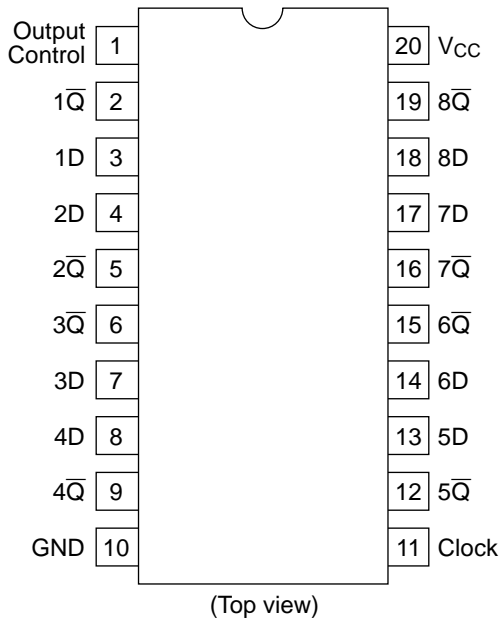 Output
Control 1 20 VCC
1Q̅ 2 19 8Q̅
1D 3 18 8D
2D 4 17 7D
2Q̅ 5 16 7Q̅
3Q̅ 6 15 6Q̅
3D 7 14 6D
4D 8 13 5D
4Q̅ 9 12 5Q̅
GND 10 11 Clock
(Top view)